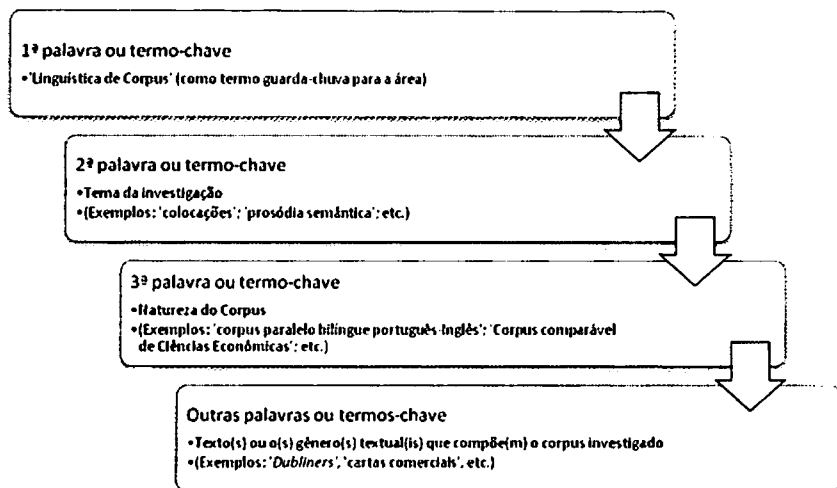 1ª palavra ou termo-chave
•'Linguística de Corpus' (como termo guarda-chuva para a área)
2ª palavra ou termo-chave
•Tema da investigação
•(Exemplos: 'colocações'; 'prosódia semântica'; etc.)
3ª palavra ou termo-chave
•Natureza do Corpus
•(Exemplos: 'corpus paralelo bilíngue português-inglês'; 'Corpus comparável
de Ciências Econômicas'; etc.)
Outras palavras ou termos-chave
•Texto(s) ou o(s) gênero(s) textual(is) que compõe(m) o corpus investigado
•(Exemplos: 'Dubliners', 'cartas comerciais', etc.)